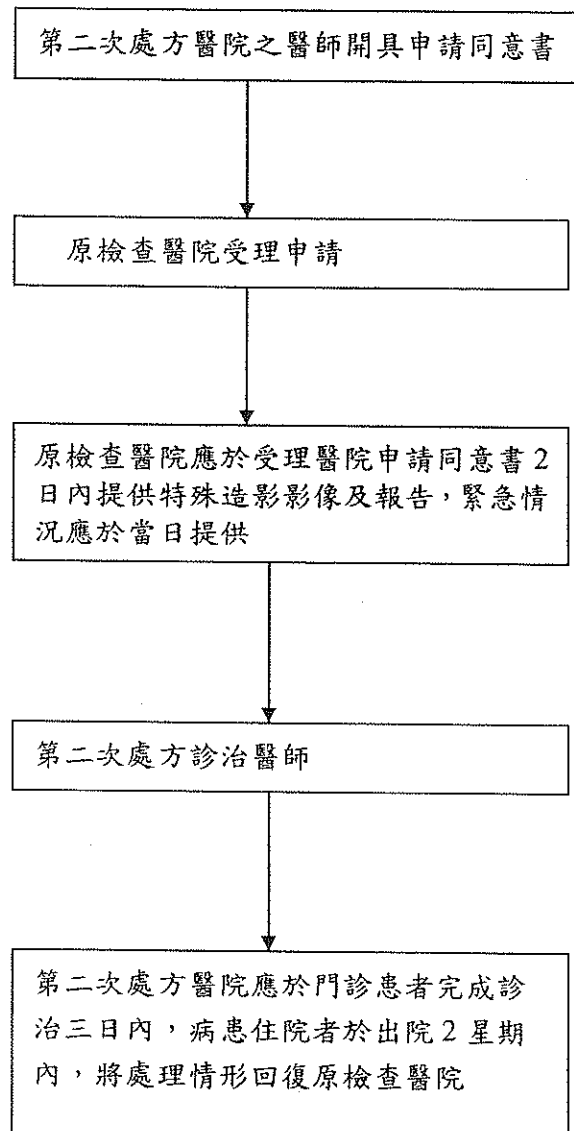 第二次處方醫院之醫師開具申請同意書
原檢查醫院受理申請
原檢查醫院應於受理醫院申請同意書2
日內提供特殊造影影像及報告，緊急情
況應於當日提供
第二次處方診治醫師
第二次處方醫院應於門診患者完成診
治三日內，病患住院者於出院2星期
內，將處理情形回復原檢查醫院